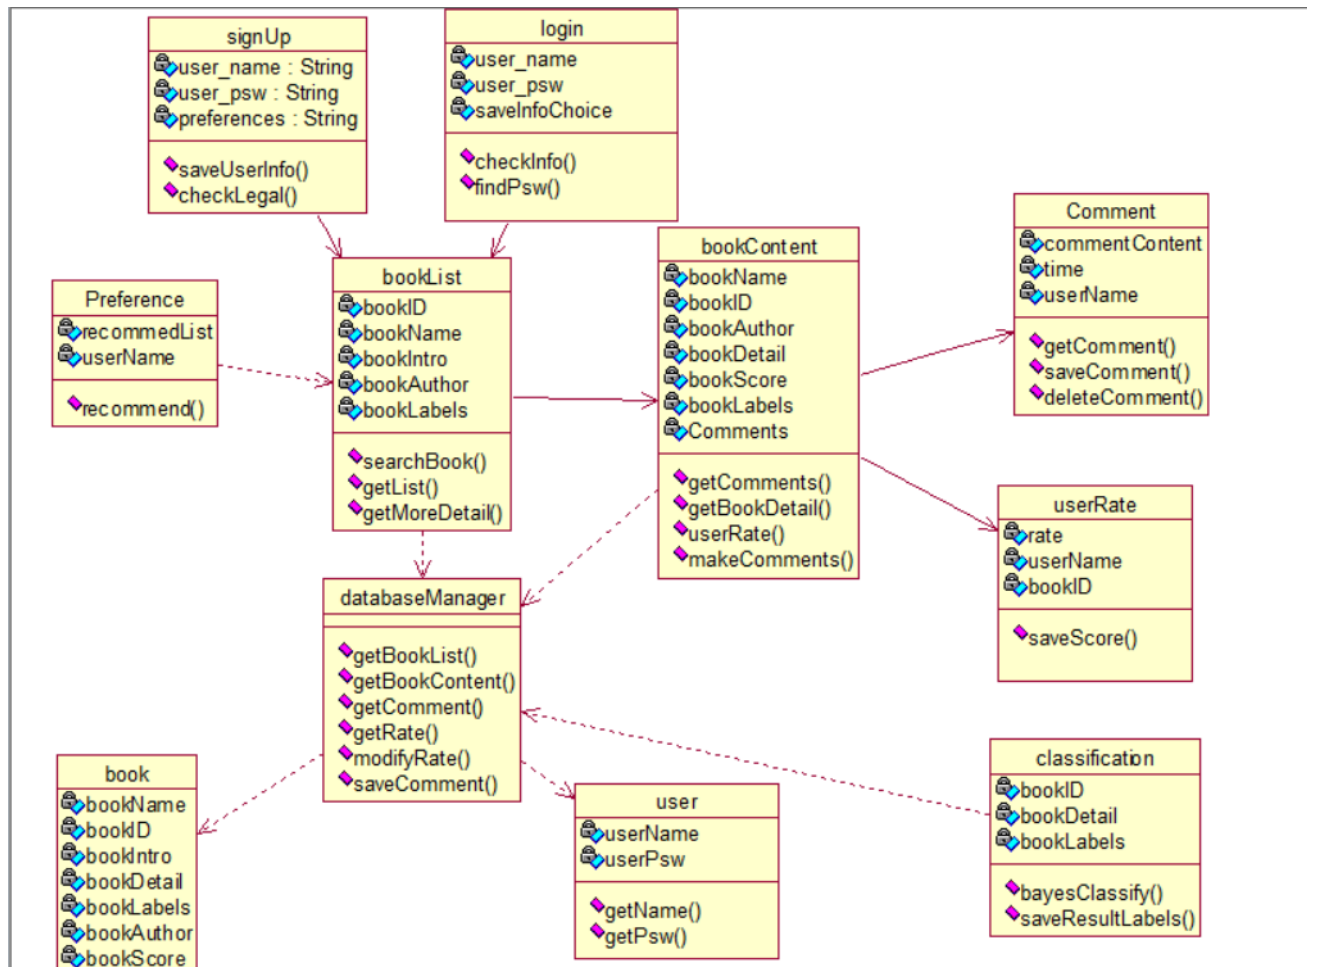 signUp
user_name : String
user_psw : String
preferences : String
saveUserInfo()
checkLegal()
login
user_name
user_psw
saveInfoChoice
checkInfo()
findPsw()
Preference
recommedList
userName
recommend()
bookList
bookID
bookName
bookIntro
bookAuthor
bookLabels
searchBook()
getList()
getMoreDetail()
bookContent
bookName
bookID
bookAuthor
bookDetail
bookScore
bookLabels
Comments
getComments()
getBookDetail()
userRate()
makeComments()
Comment
commentContent
time
userName
getComment()
saveComment()
deleteComment()
userRate
rate
userName
bookID
saveScore()
databaseManager
getBookList()
getBookContent()
getComment()
getRate()
modifyRate()
saveComment()
book
bookName
bookID
bookIntro
bookDetail
bookLabels
bookAuthor
bookScore
user
userName
userPsw
getName()
getPsw()
classification
bookID
bookDetail
bookLabels
bayesClassify()
saveResultLabels()